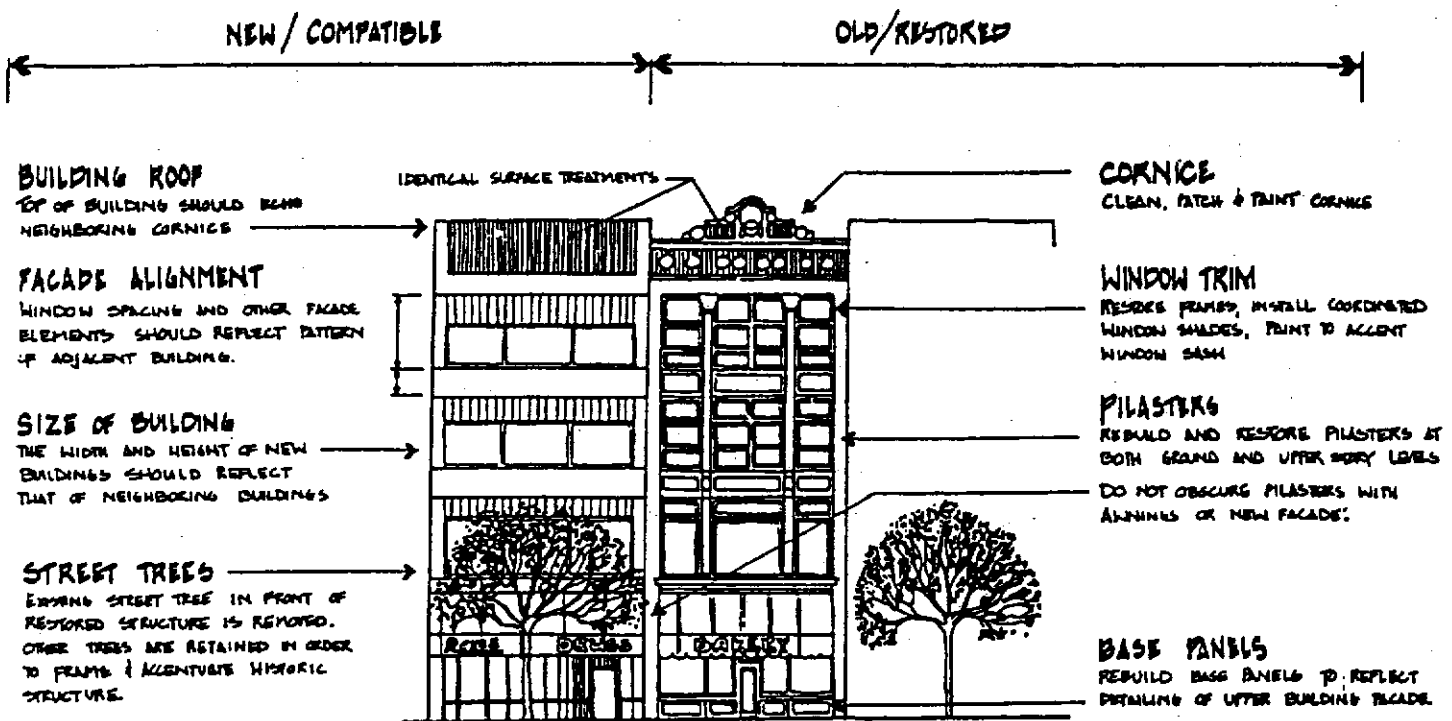 NEW / COMPATIBLE
OLD/RESTORED
BUILDING ROOF
TOP OF BUILDING SHOULD ECHO
NEIGHBORING CORNICE
FACADE ALIGNMENT
WINDOW SPACING AND OTHER FACADE
ELEMENTS SHOULD REFLECT PATTERN
OF ADJACENT BUILDING.
SIZE OF BUILDING
THE WIDTH AND HEIGHT OF NEW
BUILDINGS SHOULD REFLECT
THAT OF NEIGHBORING BUILDINGS
STREET TREES
EXISTING STREET TREE IN FRONT OF
RESTORED STRUCTURE IS REMOVED.
OTHER TREES ARE RETAINED IN ORDER
TO FRAME & ACCENTUATE HISTORIC
STRUCTURE.
IDENTICAL SURFACE TREATMENTS
DRUGS
BAKERY
CORNICE
CLEAN, PATCH & PAINT CORNICE
WINDOW TRIM
RESTORE FRAMES, INSTALL COORDINATED
WINDOW SHADES, PAINT TO ACCENT
WINDOW SASH
PILASTERS
REBUILD AND RESTORE PILASTERS AT
BOTH GROUND AND UPPER STORY LEVELS
DO NOT OBSCURE PILASTERS WITH
AWNINGS OR NEW FACADE.
BASE PANELS
REBUILD BASE PANELS TO REFLECT
DETAILING OF UPPER BUILDING FACADE.